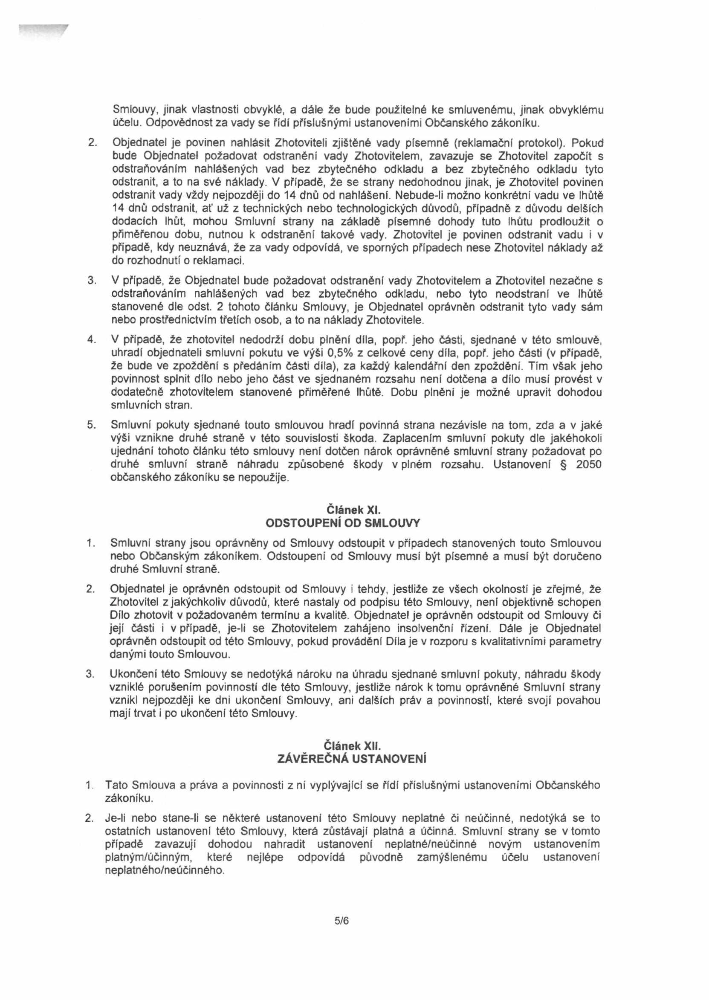 Smlouvy, jinak vlastnosti obvyklé, a dále že bude použitelné ke smluvenému, jinak obvyklému
účelu. Odpovědnost za vady se řídí příslušnými ustanoveními Občanského zákoníku.
2. Objednatel je povinen nahlásit Zhotoviteli zjištěné vady písemně (reklamační protokol). Pokud
bude Objednatel požadovat odstranění vady Zhotovitelem, zavazuje se Zhotovitel započít s
odstraňováním nahlášených vad bez zbytečného odkladu a bez zbytečného odkladu tyto
odstranit, a to na své náklady. V případě, že se strany nedohodnou jinak, je Zhotovitel povinen
odstranit vady vždy nejpozději do 14 dnů od nahlášení. Nebude-li možno konkrétní vadu ve lhůtě
14 dnů odstranit, ať už z technických nebo technologických důvodů, případně z důvodu delších
dodacích lhůt, mohou Smluvní strany na základě písemné dohody tuto lhůtu prodloužit o
přiměřenou dobu, nutnou k odstranění takové vady. Zhotovitel je povinen odstranit vadu i v
případě, kdy neuznává, že za vady odpovídá, ve sporných případech nese Zhotovitel náklady až
do rozhodnutí o reklamaci.
3. V případě, že Objednatel bude požadovat odstranění vady Zhotovitelem a Zhotovitel nezačne s
odstraňováním nahlášených vad bez zbytečného odkladu, nebo tyto neodstraní ve lhůtě
stanovené dle odst. 2 tohoto článku Smlouvy, je Objednatel oprávněn odstranit tyto vady sám
nebo prostřednictvím třetích osob, a to na náklady Zhotovitele.
4. V případě, že zhotovitel nedodrží dobu plnění díla, popř. jeho části, sjednané v této smlouvě,
uhradí objednateli smluvní pokutu ve výši 0,5% z celkové ceny díla, popř. jeho části (v případě,
že bude ve zpoždění s předáním části díla), za každý kalendářní den zpoždění. Tím však jeho
povinnost splnit dílo nebo jeho část ve sjednaném rozsahu není dotčena a dílo musí provést v
dodatečně zhotovitelem stanovené přiměřené lhůtě. Dobu plnění je možné upravit dohodou
smluvních stran.
5. Smluvní pokuty sjednané touto smlouvou hradí povinná strana nezávisle na tom, zda a v jaké
výši vznikne druhé straně v této souvislosti škoda. Zaplacením smluvní pokuty dle jakéhokoli
ujednání tohoto článku této smlouvy není dotčen nárok oprávněné smluvní strany požadovat po
druhé smluvní straně náhradu způsobené škody v plném rozsahu. Ustanovení § 2050
občanského zákoníku se nepoužije.
Článek XI.
ODSTOUPENÍ OD SMLOUVY
1. Smluvní strany jsou oprávněny od Smlouvy odstoupit v případech stanovených touto Smlouvou
nebo Občanským zákoníkem. Odstoupení od Smlouvy musí být písemné a musí být doručeno
druhé Smluvní straně.
2. Objednatel je oprávněn odstoupit od Smlouvy i tehdy, jestliže ze všech okolností je zřejmé, že
Zhotovitel z jakýchkoliv důvodů, které nastaly od podpisu této Smlouvy, není objektivně schopen
Dílo zhotovit v požadovaném termínu a kvalitě. Objednatel je oprávněn odstoupit od Smlouvy či
její části i v případě, je-li se Zhotovitelem zahájeno insolvenční řízení. Dále je Objednatel
oprávněn odstoupit od této Smlouvy, pokud provádění Díla je v rozporu s kvalitativními parametry
danými touto Smlouvou.
3. Ukončení této Smlouvy se nedotýká nároku na úhradu sjednané smluvní pokuty, náhradu škody
vzniklé porušením povinností dle této Smlouvy, jestliže nárok k tomu oprávněné Smluvní strany
vznikl nejpozději ke dni ukončení Smlouvy, ani dalších práv a povinností, které svojí povahou
mají trvat i po ukončení této Smlouvy.
Článek XII.
ZÁVĚREČNÁ USTANOVENÍ
1. Tato Smlouva a práva a povinnosti z ní vyplývající se řídí příslušnými ustanoveními Občanského
zákoníku.
2. Je-li nebo stane-li se některé ustanovení této Smlouvy neplatné či neúčinné, nedotýká se to
ostatních ustanovení této Smlouvy, která zůstávají platná a účinná. Smluvní strany se v tomto
případě zavazují dohodou nahradit ustanovení neplatné/neúčinné novým ustanovením
platným/účinným, které nejlépe odpovídá původně zamýšlenému účelu ustanovení
neplatného/neúčinného.
5/6